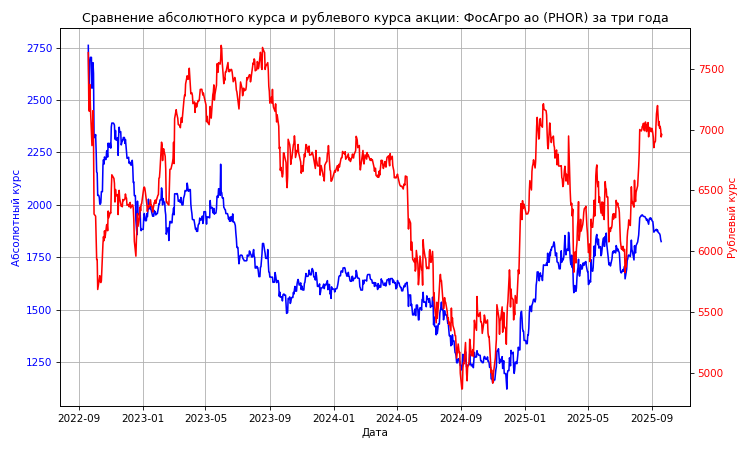 Сравнение абсолютного курса и рублевого курса акции: ФосАгро ао (PHOR) за три года
2750
2500
2250
2000
1750
1500
1250
Абсолютный курс
7500
7000
6500
6000
5500
5000
Рублевый курс
2022-09 2023-01 2023-05 2023-09 2024-01 2024-05 2024-09 2025-01 2025-05 2025-09
Дата